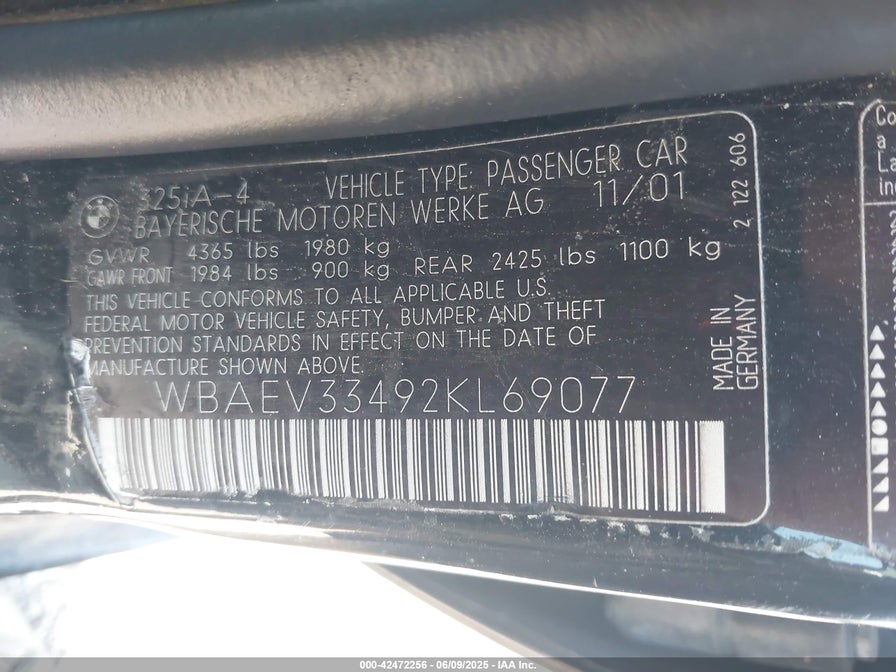 325iA-4 VEHICLE TYPE PASSENGER CAR
BAYERISCHE MOTOREN WERKE AG 11/01
GVWR 4365 lbs 1980 kg
GAWR FRONT 1984 lbs 900 kg REAR 2425 lbs 1100 kg
THIS VEHICLE CONFORMS TO ALL APPLICABLE U.S.
FEDERAL MOTOR VEHICLE SAFETY, BUMPER AND THEFT
PREVENTION STANDARDS IN EFFECT ON THE DATE OF
MANUFACTURE SHOWN ABOVE.
WBAEV33492KL69077
2 122 606
MADE IN
GERMANY
000-42472256 - 06/09/2025 - IAA Inc.